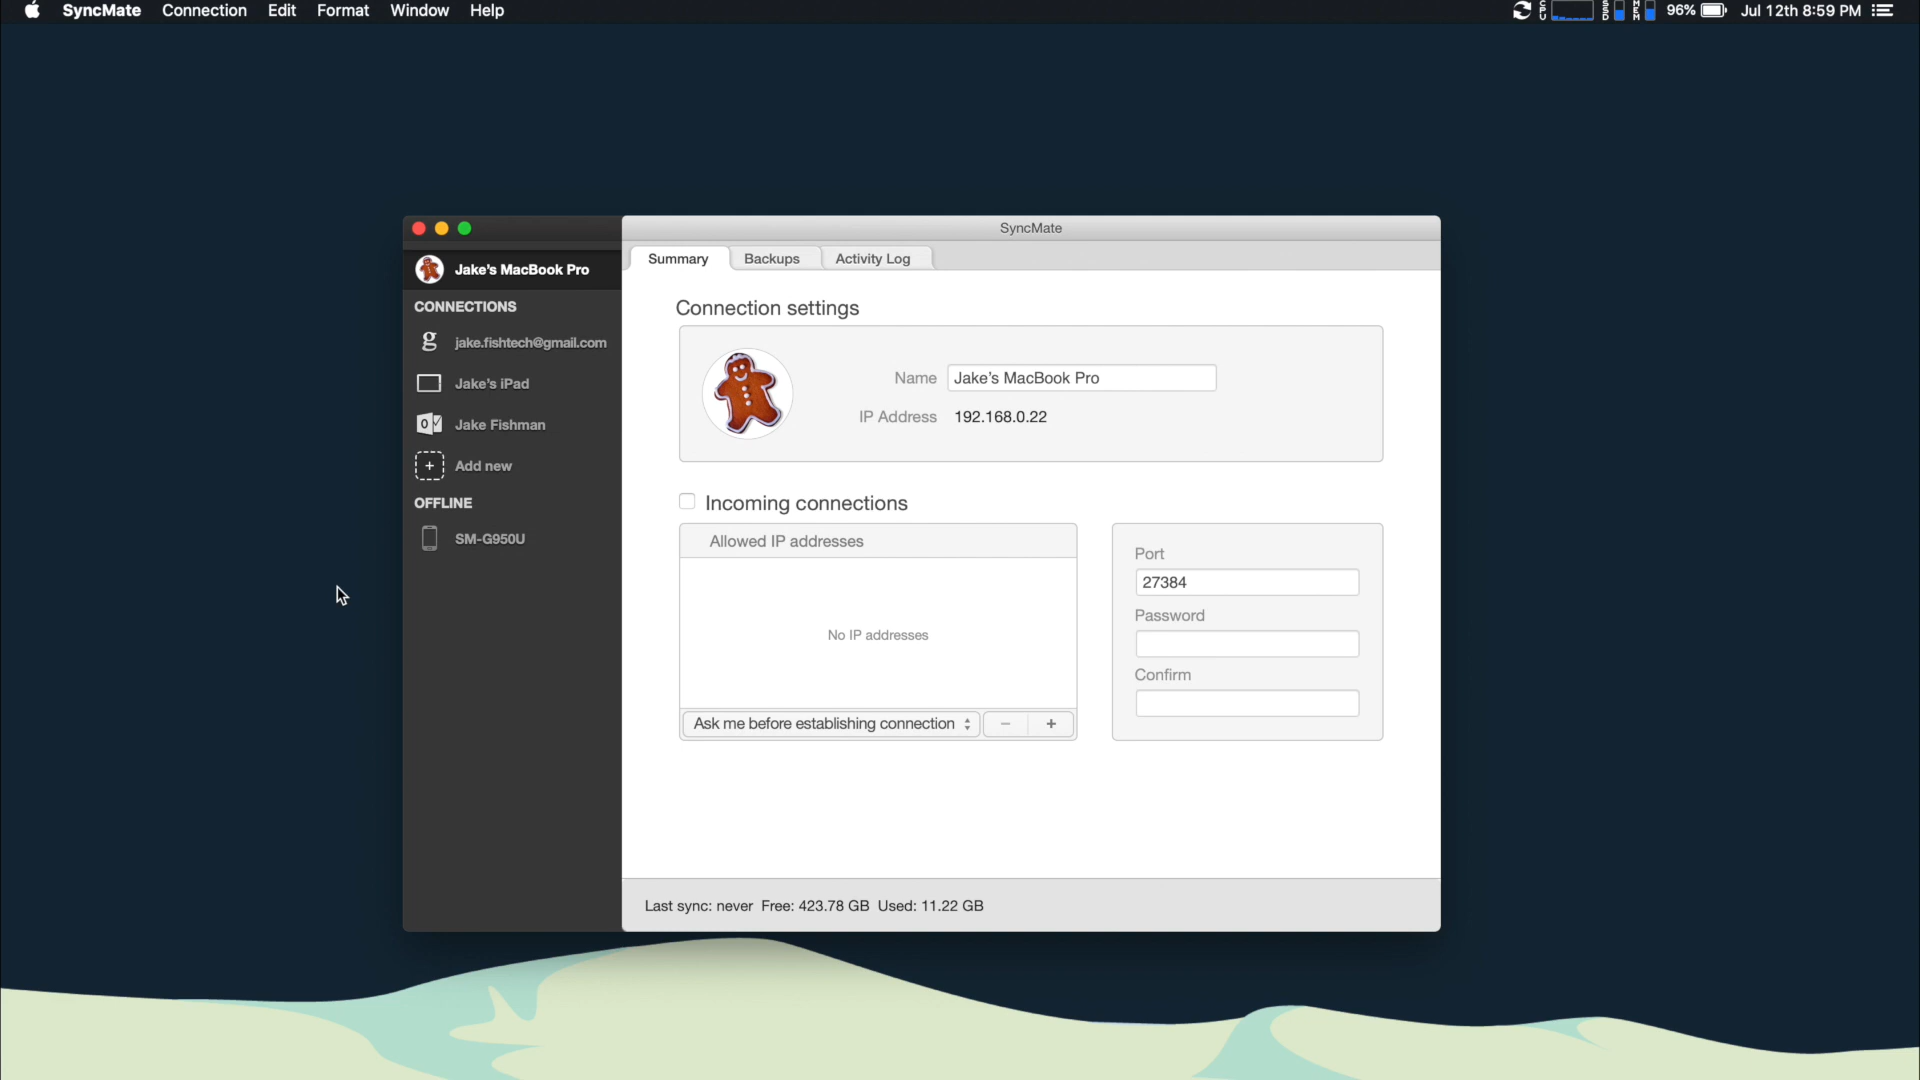 SyncMate Connection Edit Format Window Help
CPU SSD MEM 96% Jul 12th 8:59 PM
SyncMate
Jake's MacBook Pro
CONNECTIONS
g jake.fishtech@gmail.com
Jake's iPad
Jake Fishman
+ Add new
OFFLINE
SM-G950U
Summary Backups Activity Log
Connection settings
Name Jake's MacBook Pro
IP Address 192.168.0.22
Incoming connections
Allowed IP addresses
No IP addresses
Ask me before establishing connection − +
Port
27384
Password
Confirm
Last sync: never Free: 423.78 GB Used: 11.22 GB